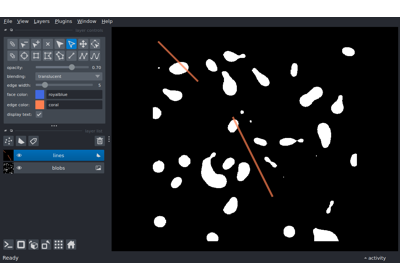 File View Layers Plugins Window Help
opacity: 0.70
blending: translucent
edge width: 5
face color: royalblue
edge color: coral
display text: ✓
lines
blobs
Ready
activity